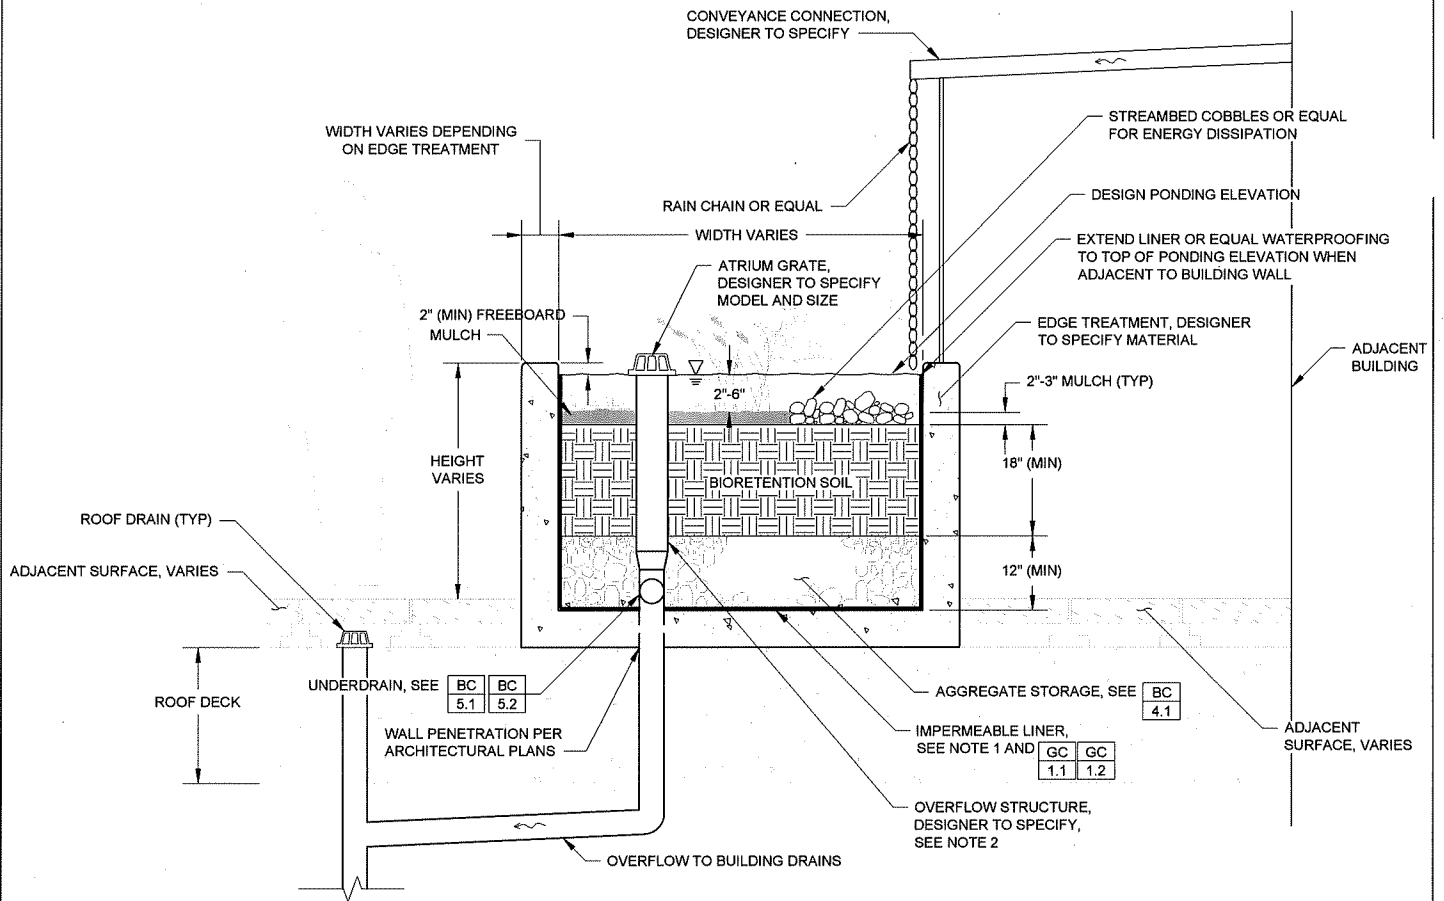 CONVEYANCE CONNECTION,
DESIGNER TO SPECIFY
STREAMBED COBBLES OR EQUAL
FOR ENERGY DISSIPATION
WIDTH VARIES DEPENDING
ON EDGE TREATMENT
DESIGN PONDING ELEVATION
RAIN CHAIN OR EQUAL
WIDTH VARIES
EXTEND LINER OR EQUAL WATERPROOFING
TO TOP OF PONDING ELEVATION WHEN
ADJACENT TO BUILDING WALL
ATRIUM GRATE,
DESIGNER TO SPECIFY
MODEL AND SIZE
2" (MIN) FREEBOARD
MULCH
EDGE TREATMENT, DESIGNER
TO SPECIFY MATERIAL
ADJACENT
BUILDING
2"-3" MULCH (TYP)
2"-6"
HEIGHT
VARIES
18" (MIN)
BIORETENTION SOIL
ROOF DRAIN (TYP)
ADJACENT SURFACE, VARIES
12" (MIN)
UNDERDRAIN, SEE
BC
5.1
BC
5.2
ROOF DECK
AGGREGATE STORAGE, SEE
BC
4.1
WALL PENETRATION PER
ARCHITECTURAL PLANS
IMPERMEABLE LINER,
SEE NOTE 1 AND
GC
1.1
GC
1.2
ADJACENT
SURFACE, VARIES
OVERFLOW STRUCTURE,
DESIGNER TO SPECIFY,
SEE NOTE 2
OVERFLOW TO BUILDING DRAINS